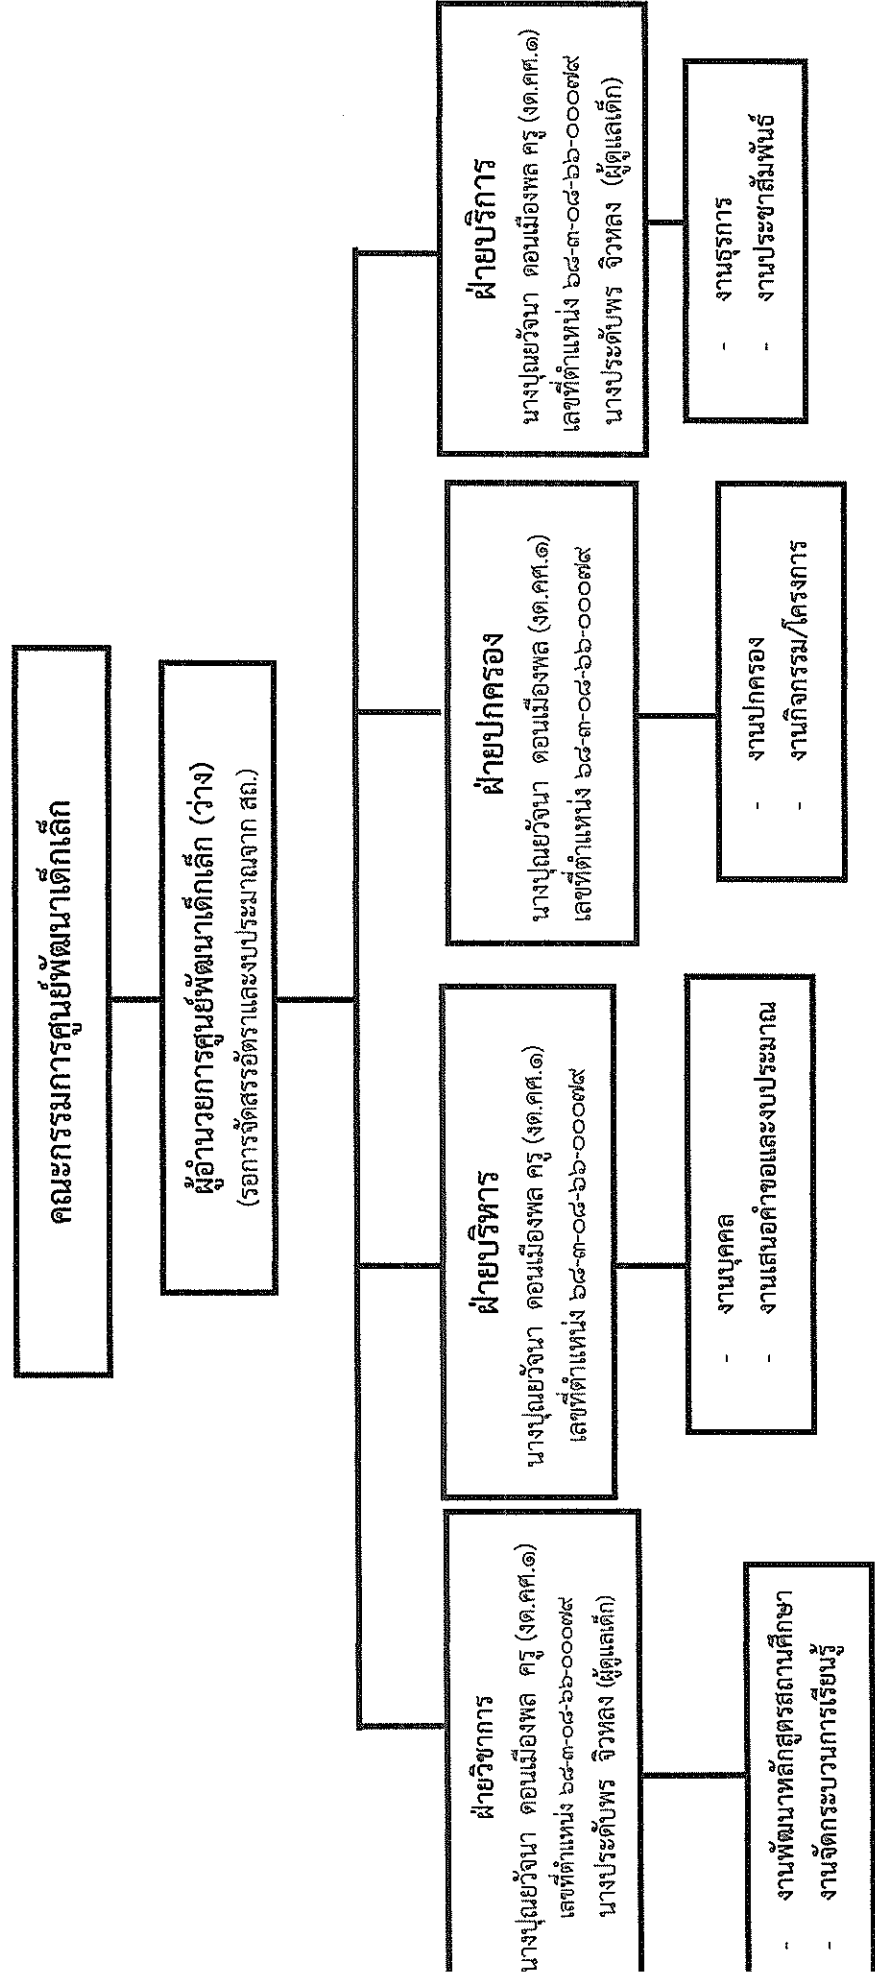 คณะกรรมการศูนย์พัฒนาเด็กเล็ก
ผู้อำนวยการศูนย์พัฒนาเด็กเล็ก (ว่าง)
(รอการจัดสรรอัตราและงบประมาณจาก สถ.)
ฝ่ายวิชาการ
นางปุณยวัจนา ดอนเมืองพล ครู (งด.คศ.๑)
เลขที่ตำแหน่ง ๖๘-๓-๐๘-๖๖-๐๐๐๗๙
นางประดับพร จิวหลง (ผู้ดูแลเด็ก)
- งานพัฒนาหลักสูตรสถานศึกษา
- งานจัดกระบวนการเรียนรู้
ฝ่ายบริหาร
นางปุณยวัจนา ดอนเมืองพล ครู (งด.คศ.๑)
เลขที่ตำแหน่ง ๖๘-๓-๐๘-๖๖-๐๐๐๗๙
- งานบุคคล
- งานเสนอคำขอและงบประมาณ
ฝ่ายปกครอง
นางปุณยวัจนา ดอนเมืองพล (งด.คศ.๑)
เลขที่ตำแหน่ง ๖๘-๓-๐๘-๖๖-๐๐๐๗๙
- งานปกครอง
- งานกิจกรรม/โครงการ
ฝ่ายบริการ
นางปุณยวัจนา ดอนเมืองพล ครู (งด.คศ.๑)
เลขที่ตำแหน่ง ๖๘-๓-๐๘-๖๖-๐๐๐๗๙
นางประดับพร จิวหลง (ผู้ดูแลเด็ก)
- งานธุรการ
- งานประชาสัมพันธ์